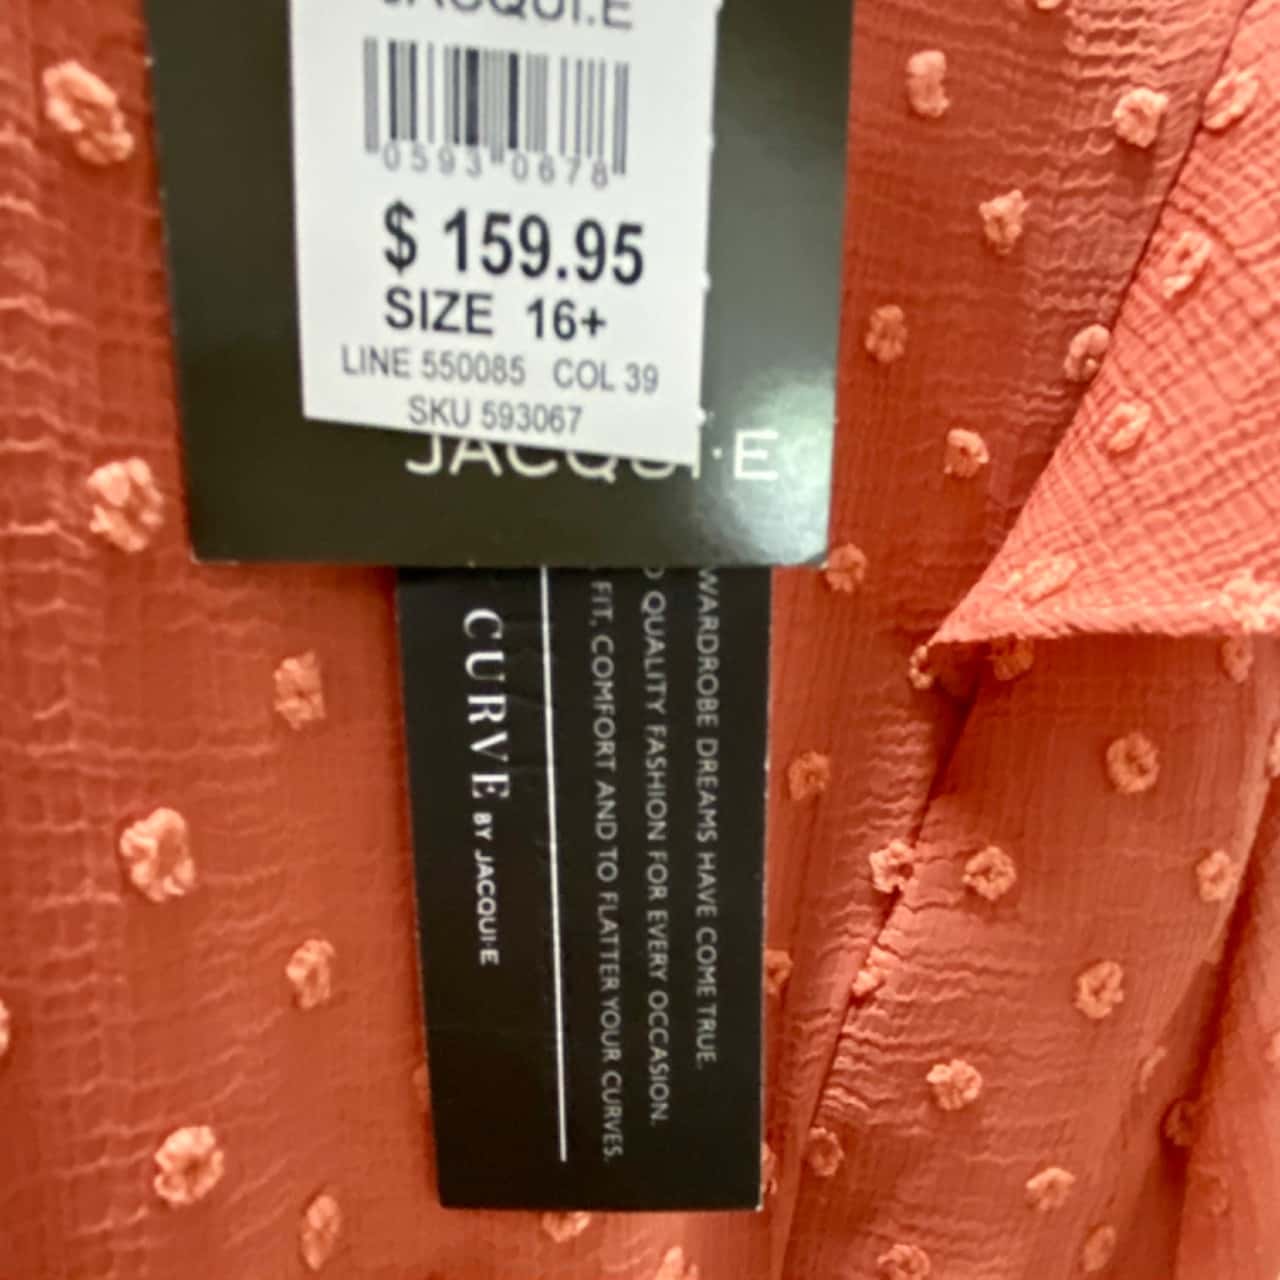 JACQUI.E
0593 0678
$ 159.95
SIZE 16+
LINE 550085 COL 39
SKU 593067
JACQUI·E
WARDROBE DREAMS HAVE COME TRUE.
QUALITY FASHION FOR EVERY OCCASION.
FIT, COMFORT AND TO FLATTER YOUR CURVES.
CURVE BY JACQUI·E